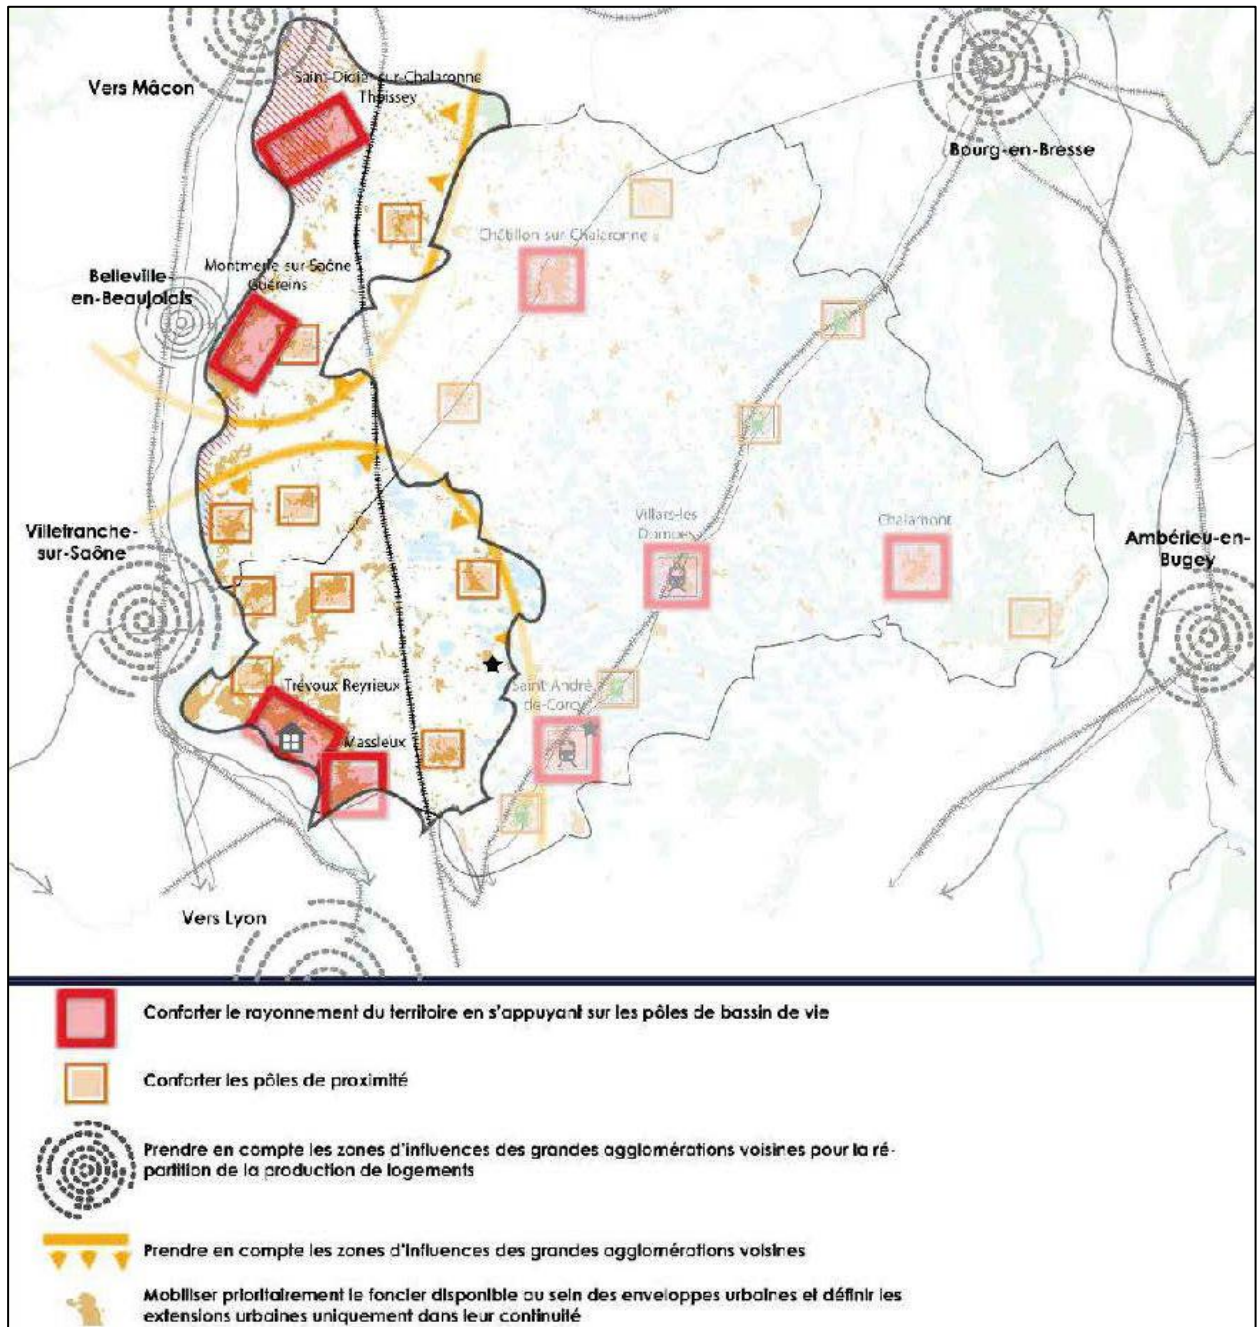 Vers Mâcon
Saint-Didier-sur-Chalaronne
Thoissey
Bourg-en-Bresse
Châtillon-sur-Chalaronne
Montmerle-sur-Saône
Guéreins
Belleville-
en-Beaujolais
Villefranche-
sur-Saône
Villars-les
Dombes
Chalamont
Ambérieu-en-
Bugey
Trévoux Reyrieux
Saint-André
de-Corcy
Massieux
Vers Lyon
Conforter le rayonnement du territoire en s'appuyant sur les pôles de bassin de vie
Conforter les pôles de proximité
Prendre en compte les zones d'influences des grandes agglomérations voisines pour la ré-
partition de la production de logements
Prendre en compte les zones d'influences des grandes agglomérations voisines
Mobiliser prioritairement le foncier disponible au sein des enveloppes urbaines et définir les
extensions urbaines uniquement dans leur continuité